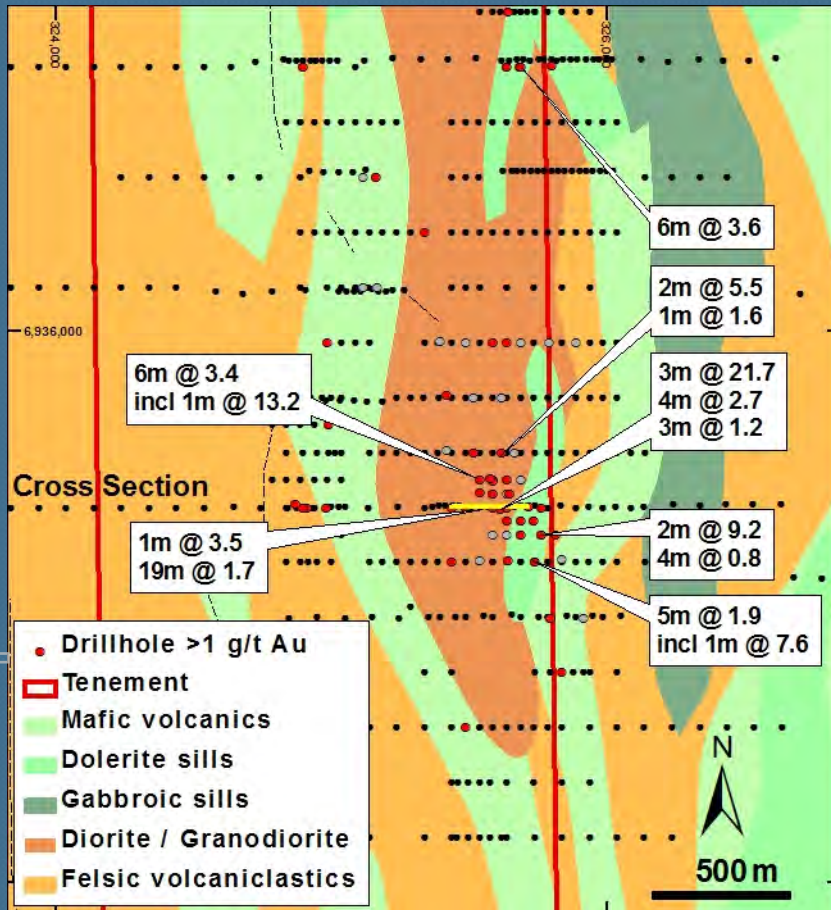 324,000
326,000
6m @ 3.6
2m @ 5.5
1m @ 1.6
6,936,000
3m @ 21.7
4m @ 2.7
3m @ 1.2
6m @ 3.4
incl 1m @ 13.2
Cross Section
1m @ 3.5
19m @ 1.7
2m @ 9.2
4m @ 0.8
5m @ 1.9
incl 1m @ 7.6
Drillhole >1 g/t Au
Tenement
Mafic volcanics
Dolerite sills
Gabbroic sills
Diorite / Granodiorite
Felsic volcaniclastics
N
500 m